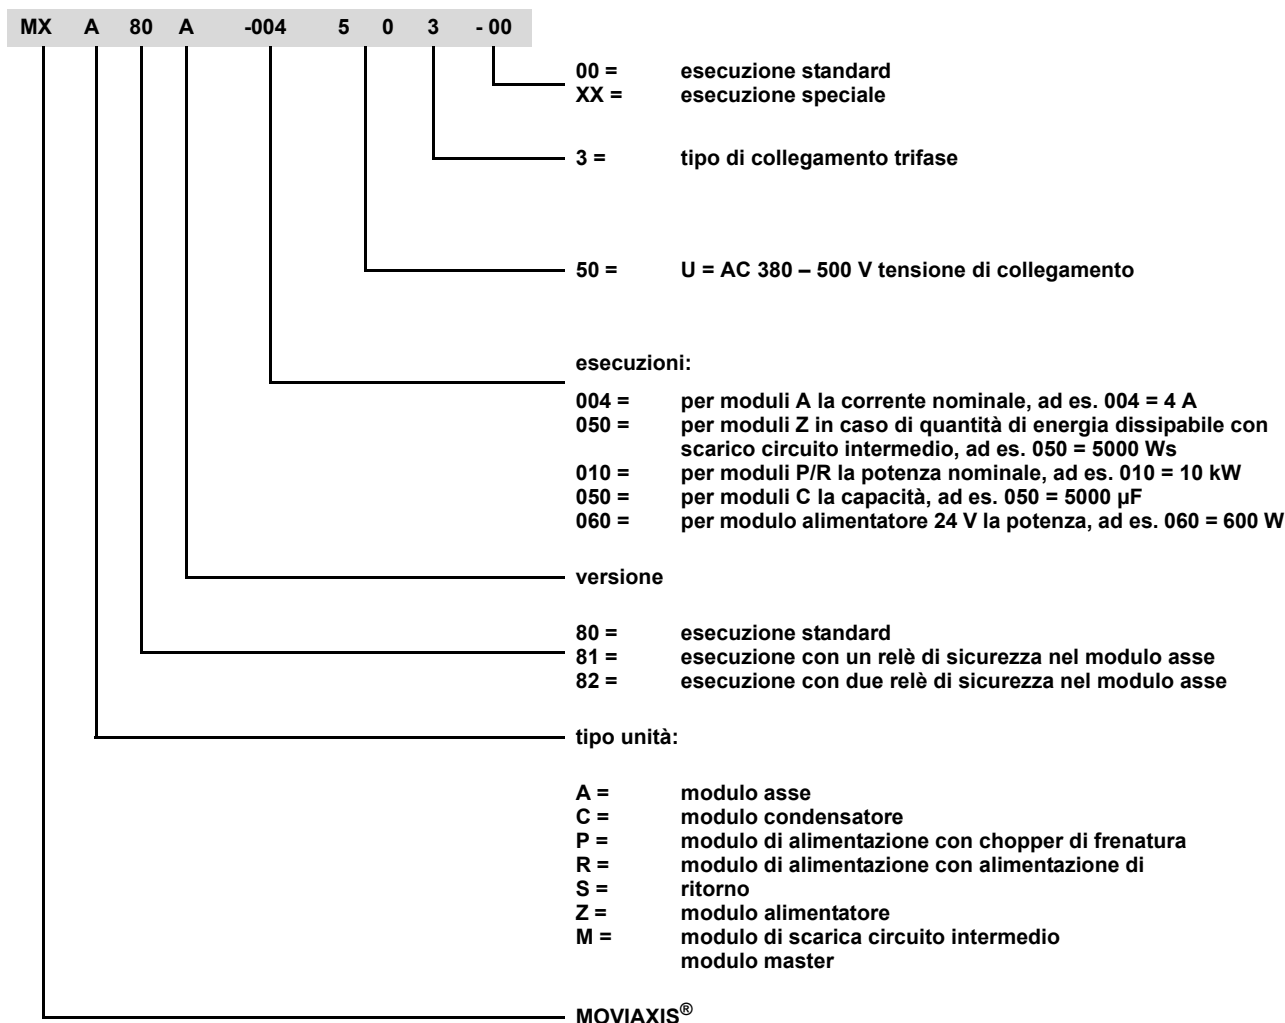 MX A 80 A -004 5 0 3 - 00
00 = esecuzione standard
XX = esecuzione speciale
3 = tipo di collegamento trifase
50 = U = AC 380 – 500 V tensione di collegamento
esecuzioni:
004 = per moduli A la corrente nominale, ad es. 004 = 4 A
050 = per moduli Z in caso di quantità di energia dissipabile con
scarico circuito intermedio, ad es. 050 = 5000 Ws
010 = per moduli P/R la potenza nominale, ad es. 010 = 10 kW
050 = per moduli C la capacità, ad es. 050 = 5000 µF
060 = per modulo alimentatore 24 V la potenza, ad es. 060 = 600 W
versione
80 = esecuzione standard
81 = esecuzione con un relè di sicurezza nel modulo asse
82 = esecuzione con due relè di sicurezza nel modulo asse
tipo unità:
A = modulo asse
C = modulo condensatore
P = modulo di alimentazione con chopper di frenatura
R = modulo di alimentazione con alimentazione di
S = ritorno
Z = modulo alimentatore
M = modulo di scarica circuito intermedio
modulo master
MOVIAXIS®